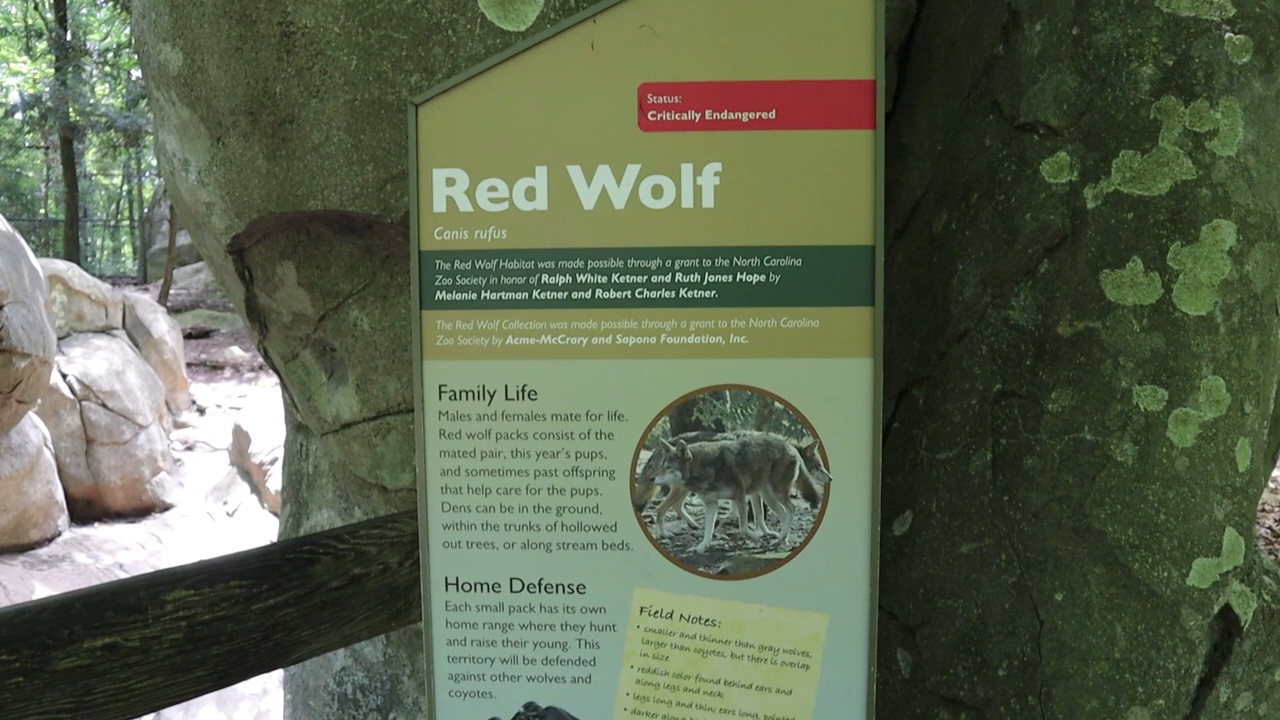 Status:
Critically Endangered
Red Wolf
Canis rufus
The Red Wolf Habitat was made possible through a grant to the North Carolina
Zoo Society in honor of Ralph White Ketner and Ruth Jones Hope by
Melanie Hartman Ketner and Robert Charles Ketner.
The Red Wolf Collection was made possible through a grant to the North Carolina
Zoo Society by Acme-McCrary and Sapona Foundation, Inc.
Family Life
Males and females mate for life.
Red wolf packs consist of the
mated pair, this year's pups,
and sometimes past offspring
that help care for the pups.
Dens can be in the ground,
within the trunks of hollowed
out trees, or along stream beds.
Home Defense
Each small pack has its own
home range where they hunt
and raise their young. This
territory will be defended
against other wolves and
coyotes.
Field Notes:
• smaller and thinner than gray wolves,
larger than coyotes, but there is overlap
in size
• reddish color found behind ears and
along legs and neck
• legs long and thin; ears long, pointed
• darker along